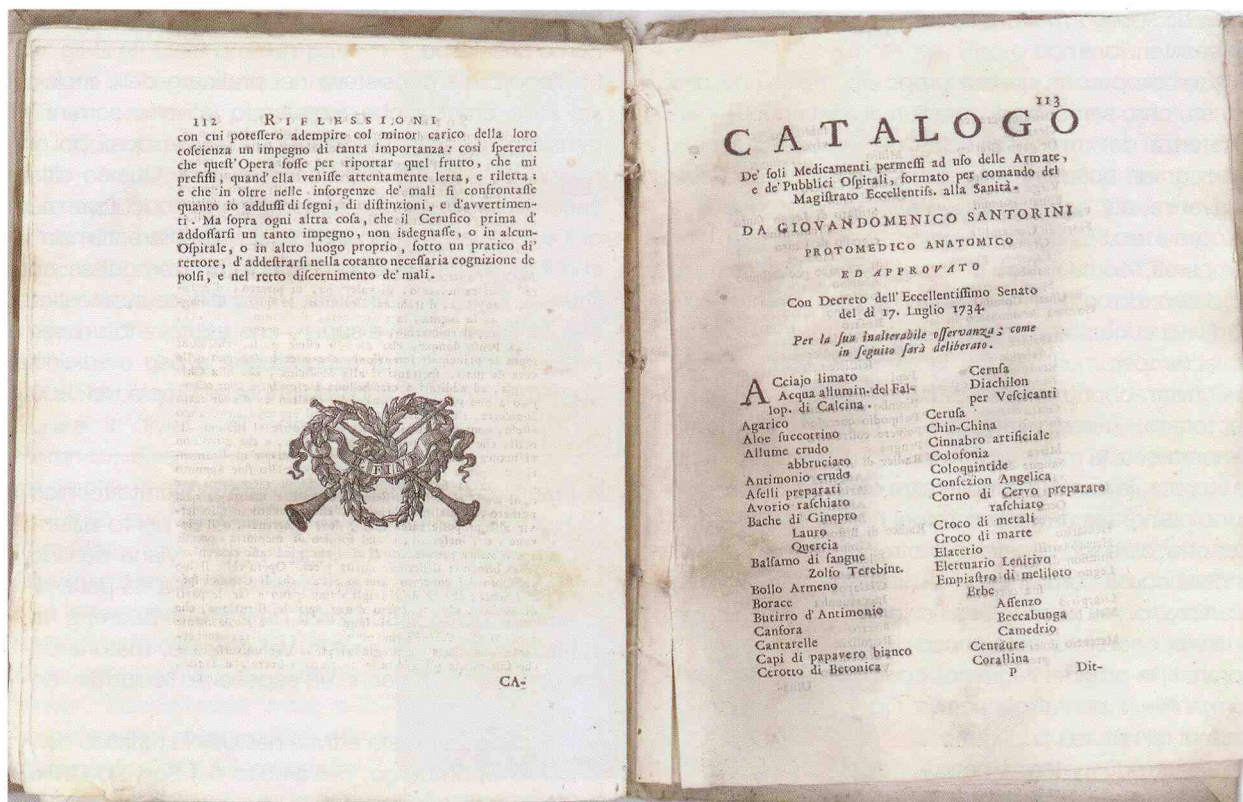 112 RIFLESSIONI
con cui poteſſero adempire col minor carico della loro
coſcienza un impegno di tanta importanza: così ſpererei
che queſt'Opera foſſe per riportar quel frutto, che mi
prefiſſi, quand'ella veniſſe attentamente letta, e riletta:
e che in oltre nelle inſorgenze de' mali ſi confrontaſſe
quanto io adduſſi di ſegni, di diſtinzioni, e d'avvertimen-
ti. Ma ſopra ogni altra coſa, che il Ceruſico prima d'
addoſſarſi un tanto impegno, non iſdegnaſſe, o in alcun
Oſpitale, o in altro luogo proprio, ſotto un pratico di-
rettore, d'addeſtrarſi nella cotanto neceſſaria cognizione de'
polſi, e nel retto diſcernimento de' mali.
FINE
CA-
113
CATALOGO
De' ſoli Medicamenti permeſſi ad uſo delle Armate,
e de' Pubblici Oſpitali, formato per comando del
Magiſtrato Eccellentiſs. alla Sanità.
DA GIOVANDOMENICO SANTORINI
PROTOMEDICO ANATOMICO
ED APPROVATO
Con Decreto dell'Eccellentiſſimo Senato
del dì 17. Luglio 1734.
Per la ſua inalterabile oſſervanza; come
in ſeguito ſarà deliberato.
ACciajo limato
Acqua allumin. del Fal-
lop. di Calcina.
Agarico
Aloe ſuccotrino
Allume crudo
abbruciato
Antimonio crudo
Aſelli preparati
Avorio raſchiato
Bache di Ginepro
Lauro
Quercia
Balſamo di ſangue
Zolfo Terebint.
Bollo Armeno
Borace
Butirro d'Antimonio
Canfora
Cantarelle
Capi di papavero bianco
Cerotto di Betonica
Ceruſa
Diachilon
per Veſcicanti
Ceruſa
Chin-China
Cinnabro artificiale
Colofonia
Coloquintide
Confezion Angelica
Corno di Cervo preparato
raſchiato
Croco di metali
Croco di marte
Elaterio
Elettuario Lenitivo
Empiaſtro di meliloto
Erbe
Aſſenzo
Beccabunga
Camedrio
Centaure
Corallina
P Dit-